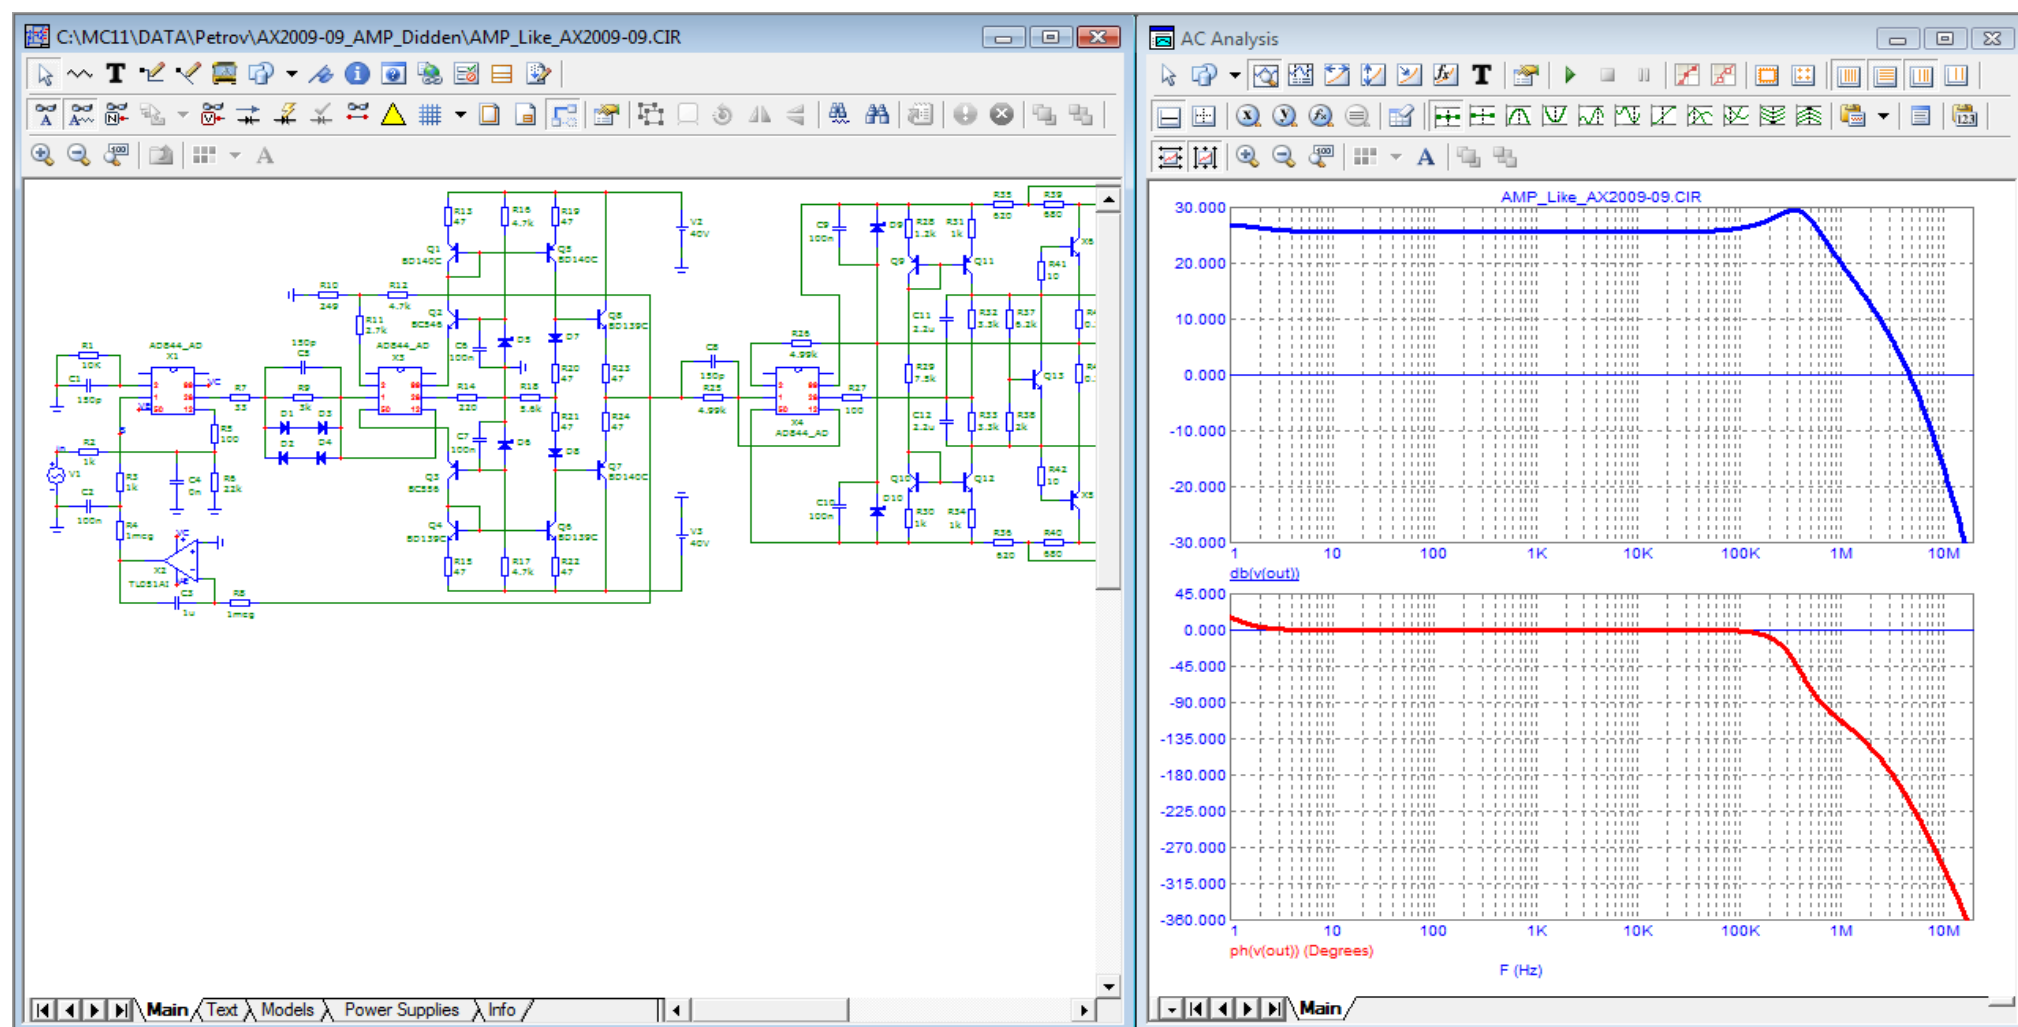 C:\MC11\DATA\Petrov\AX2009-09_AMP_Didden\AMP_Like_AX2009-09.CIR
R13
47
R16
4.7k
R19
47
V2
40V
Q1
BD140C
Q5
BD140C
R10
249
R12
4.7k
R11
2.7k
Q2
BC546
Q8
BD139C
C6
100n
D5
D7
R1
10K
AD844_AD
X1
150p
C5
AD844_AD
X3
C1
150p
R7
33
R9
3k
R14
220
R18
5.6k
R20
47
R23
47
D1
D3
D2
D4
R5
100
C7
100n
D6
R21
47
R24
47
D8
R2
1k
V1
R3
1k
C4
0n
R6
22k
Q3
BC556
Q7
BD140C
C2
100n
R4
1meg
X2
TL051AI
C3
1u
R8
1meg
Q4
BD139C
Q6
BD139C
R15
47
R17
4.7k
R22
47
V3
40V
R35
620
R39
680
C9
100n
D9
R28
1.2k
R31
1k
X6
Q9
Q11
R41
10
C11
2.2u
R32
3.3k
R37
6.2k
R26
4.99k
C8
150p
R25
4.99k
X4
AD844_AD
R27
100
R29
7.5k
Q13
C12
2.2u
R33
3.3k
R38
2k
Q10
Q12
R42
10
X5
C10
100n
D10
R30
1k
R34
1k
R36
620
R40
680
Main
Text
Models
Power Supplies
Info
AC Analysis
AMP_Like_AX2009-09.CIR
30.000
20.000
10.000
0.000
-10.000
-20.000
-30.000
1 10 100 1K 10K 100K 1M 10M
db(v(out))
45.000
0.000
-45.000
-90.000
-135.000
-180.000
-225.000
-270.000
-315.000
-360.000
1 10 100 1K 10K 100K 1M 10M
ph(v(out)) (Degrees)
F (Hz)
Main